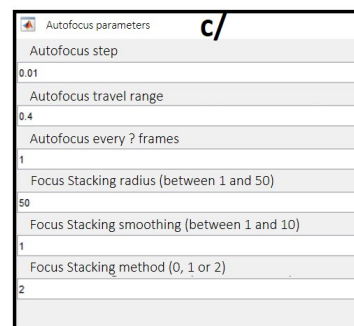 Autofocus parameters
c/
Autofocus step
0.01
Autofocus travel range
0.4
Autofocus every ? frames
1
Focus Stacking radius (between 1 and 50)
50
Focus Stacking smoothing (between 1 and 10)
1
Focus Stacking method (0, 1 or 2)
2